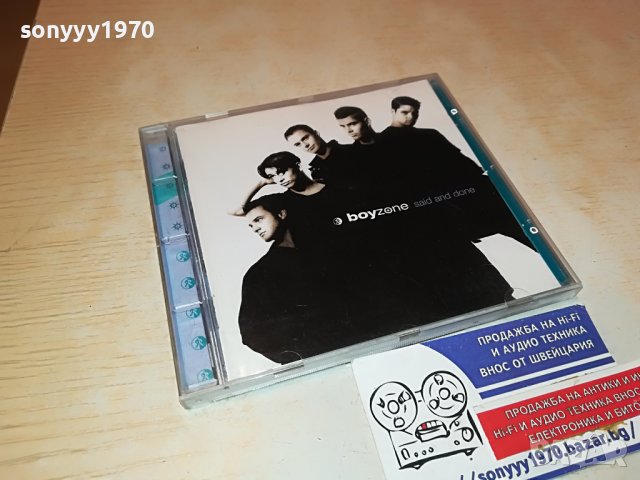 sonyyy1970
boyzone said and done
ПРОДАЖБА НА Hi-Fi
И АУДИО ТЕХНИКА
ВНОС ОТ ШВЕЙЦАРИЯ
ПРОДАЖБА НА АНТИКИ И
Hi-Fi И АУДИО ТЕХНИКА ВНОС
ЕЛЕКТРОНИКА И
//sonyyy1970.bazar.bg/